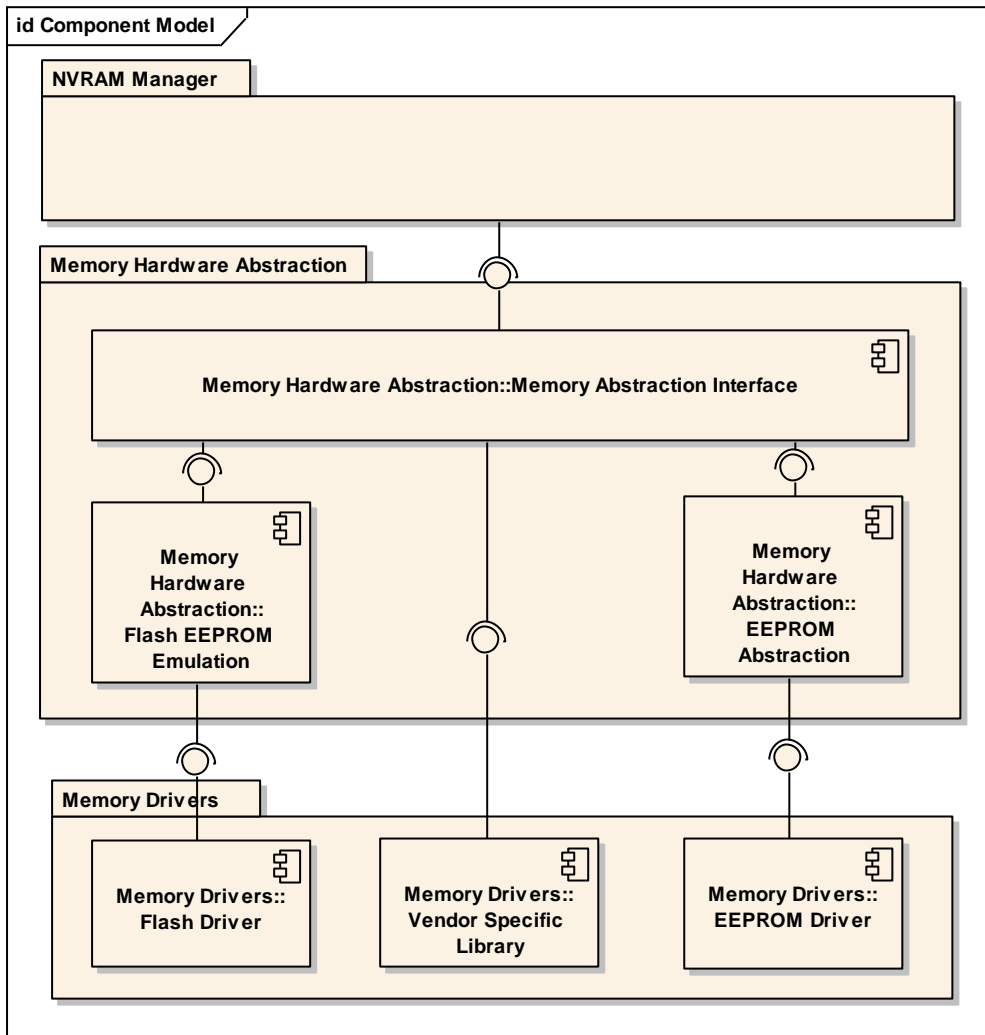 id Component Model
NVRAM Manager
Memory Hardware Abstraction
Memory Hardware Abstraction::Memory Abstraction Interface
Memory
Hardware
Abstraction::
Flash EEPROM
Emulation
Memory
Hardware
Abstraction::
EEPROM
Abstraction
Memory Drivers
Memory Drivers::
Flash Driver
Memory Drivers::
Vendor Specific
Library
Memory Drivers::
EEPROM Driver